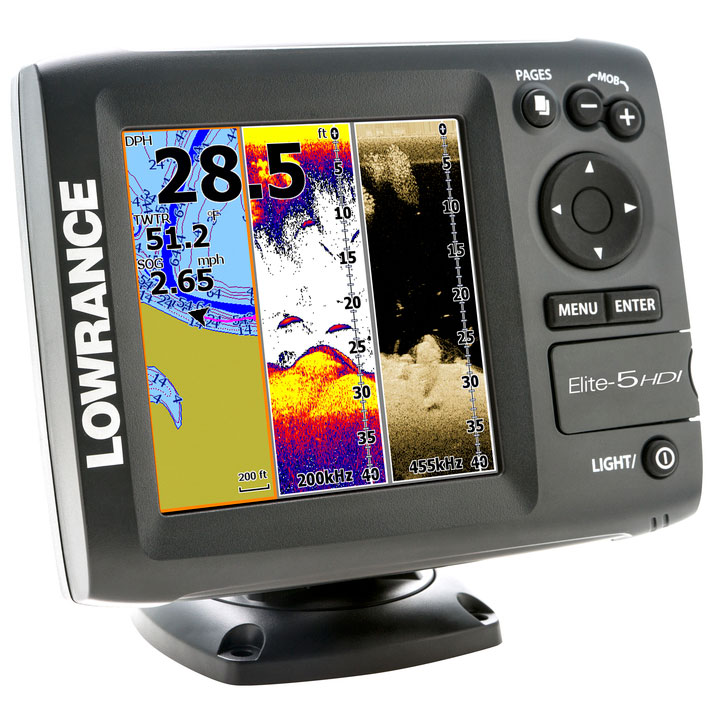 LOWRANCE
PAGES
MOB
DPH
28.5
ft 0
TWTR °F
51.2
SOG mph
2.65
5
10
15
20
25
30
35
40
200kHz
200 ft
5
10
15
20
25
30
35
40
455kHz
MENU ENTER
Elite-5HDI
LIGHT/